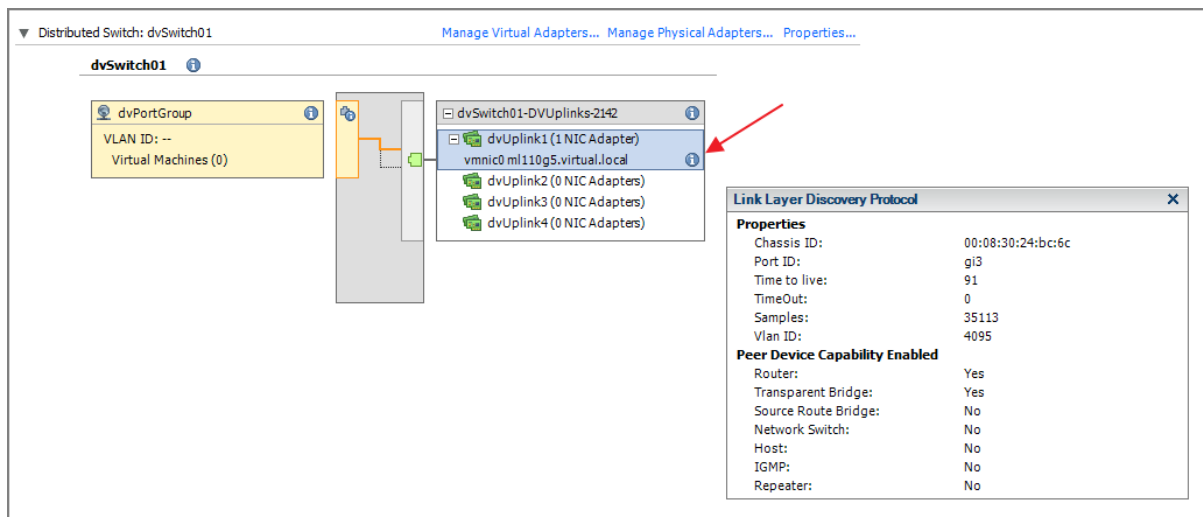 Distributed Switch: dvSwitch01
Manage Virtual Adapters... Manage Physical Adapters... Properties...
dvSwitch01
dvPortGroup
VLAN ID: --
Virtual Machines (0)
dvSwitch01-DVUplinks-2142
dvUplink1 (1 NIC Adapter)
vmnic0 ml110g5.virtual.local
dvUplink2 (0 NIC Adapters)
dvUplink3 (0 NIC Adapters)
dvUplink4 (0 NIC Adapters)
Link Layer Discovery Protocol
Properties
Chassis ID: 00:08:30:24:bc:6c
Port ID: gi3
Time to live: 91
TimeOut: 0
Samples: 35113
Vlan ID: 4095
Peer Device Capability Enabled
Router: Yes
Transparent Bridge: Yes
Source Route Bridge: No
Network Switch: No
Host: No
IGMP: No
Repeater: No